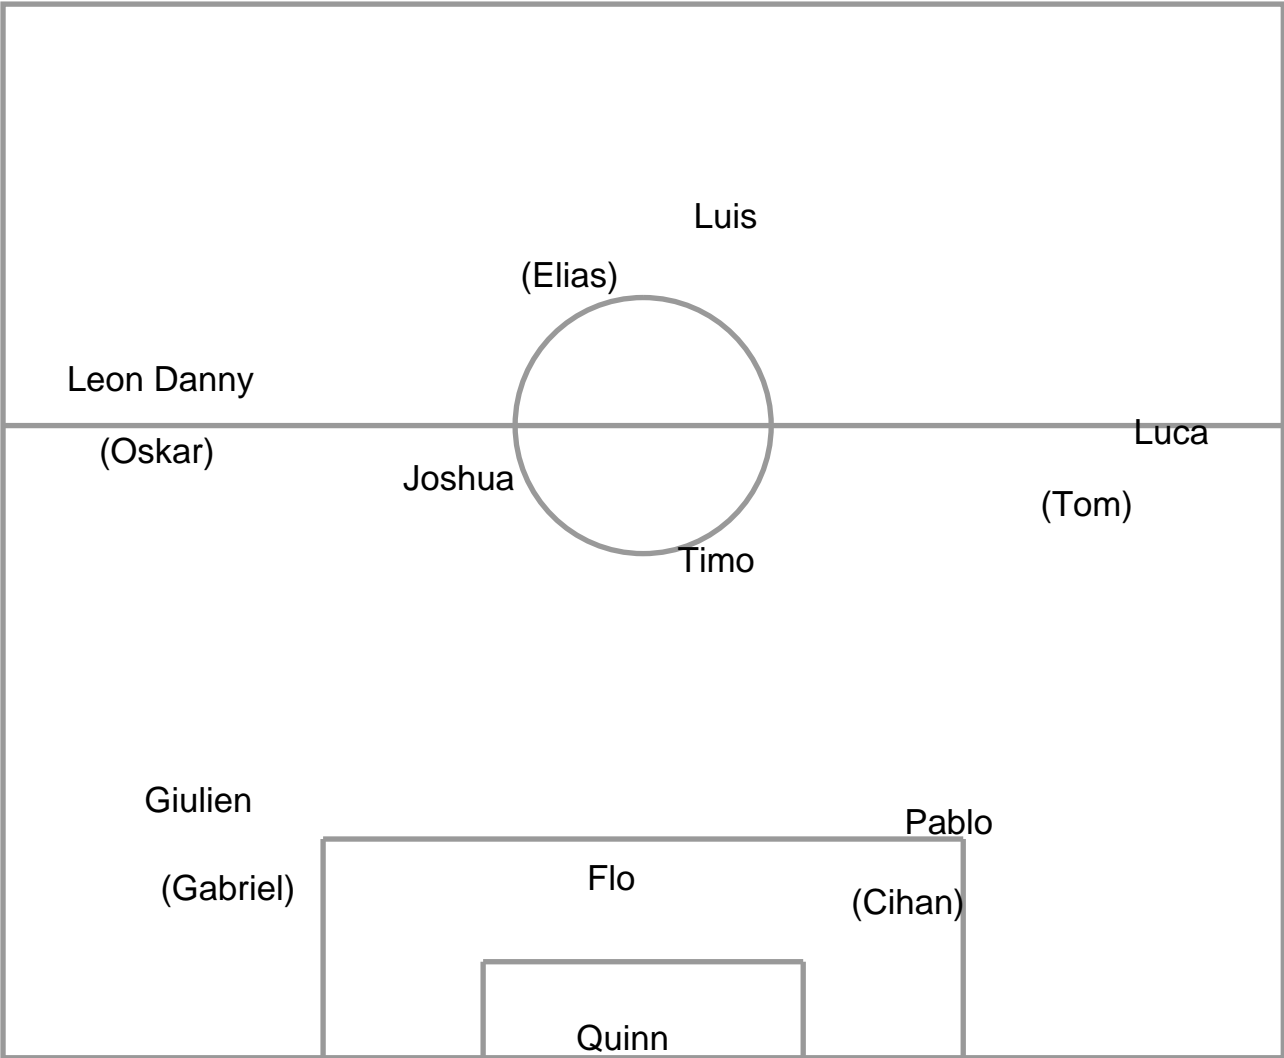 Luis
(Elias)
Leon Danny
Luca
(Oskar)
Joshua
(Tom)
Timo
Giulien
Pablo
Flo
(Gabriel)
(Cihan)
Quinn